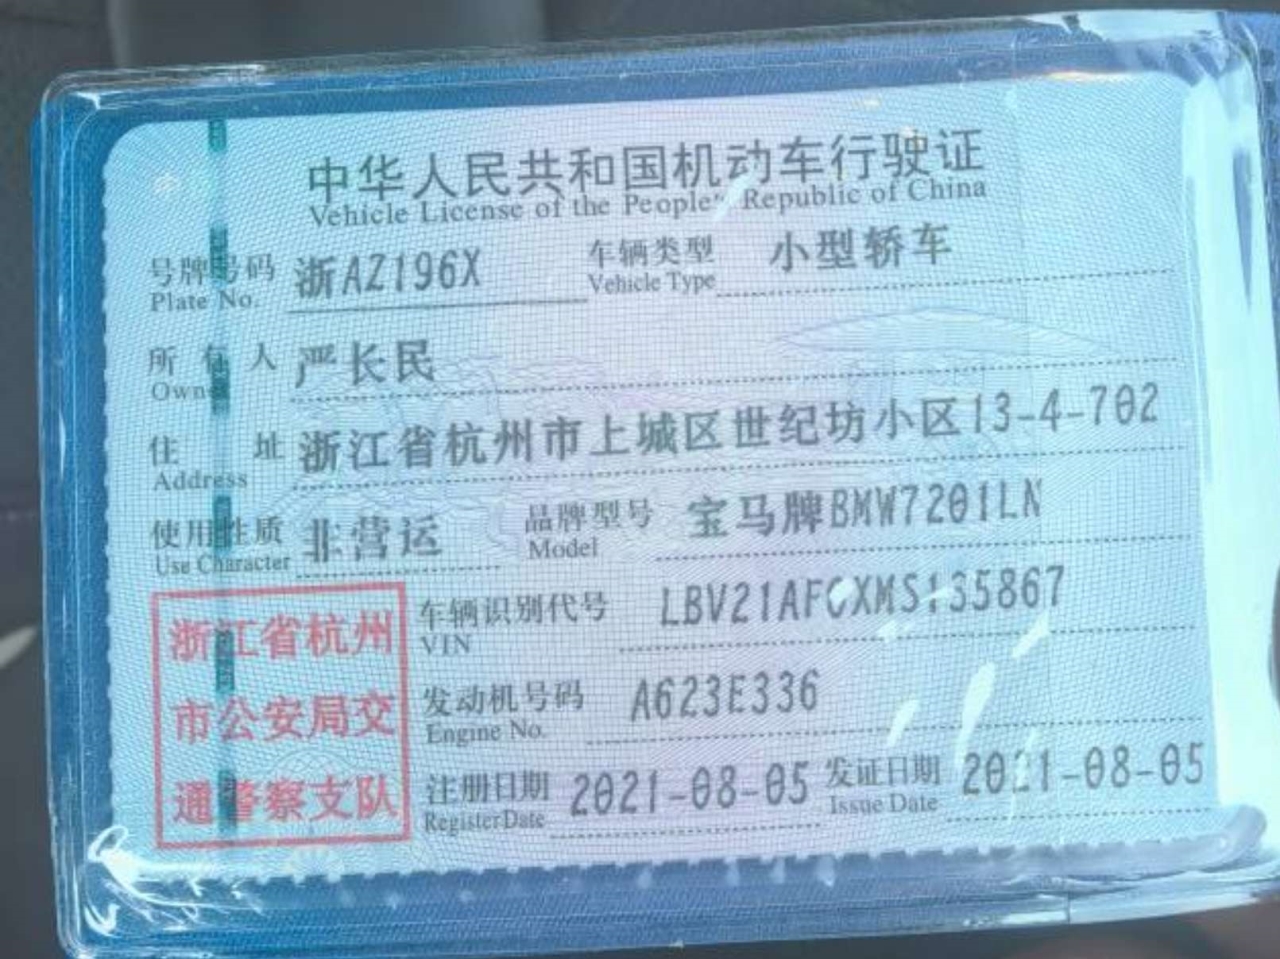 中华人民共和国机动车行驶证
Vehicle License of the People's Republic of China
号牌号码 浙AZ196X 车辆类型 小型轿车
Plate No. Vehicle Type
所有人 严长民
Owner
住址 浙江省杭州市上城区世纪坊小区13-4-702
Address
使用性质 非营运 品牌型号 宝马牌BMW7201LN
Use Character Model
浙江省杭州
市公安局交
通警察支队
车辆识别代号 LBV21AFCXMS135867
VIN
发动机号码 A623E336
Engine No.
注册日期 2021-08-05 发证日期 2021-08-05
Register Date Issue Date